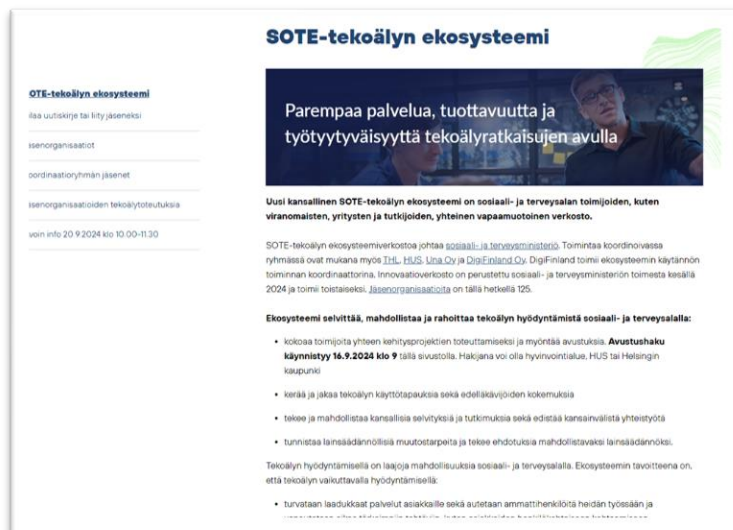 SOTE-tekoälyn ekosysteemi
OTE-tekoälyn ekosysteemi
ilaa uutiskirje tai liity jäseneksi
äsenorganisaatiot
oordinaatioryhmän jäsenet
äsenorganisaatioiden tekoälytoteutuksia
voin info 20.9.2024 klo 10.00-11.30
Parempaa palvelua, tuottavuutta ja
työtyytyväisyyttä tekoälyratkaisujen avulla
Uusi kansallinen SOTE-tekoälyn ekosysteemi on sosiaali- ja terveysalan toimijoiden, kuten
viranomaisten, yritysten ja tutkijoiden, yhteinen vapaamuotoinen verkosto.
SOTE-tekoälyn ekosysteemiverkostoa johtaa sosiaali- ja terveysministeriö. Toimintaa koordinoivassa
ryhmässä ovat mukana myös THL, HUS, Una Oy ja DigiFinland Oy. DigiFinland toimii ekosysteemin käytännön
toiminnan koordinaattorina. Innovaatioverkosto on perustettu sosiaali- ja terveysministeriön toimesta kesällä
2024 ja toimii toistaiseksi. Jäsenorganisaatioita on tällä hetkellä 125.
Ekosysteemi selvittää, mahdollistaa ja rahoittaa tekoälyn hyödyntämistä sosiaali- ja terveysalalla:
• kokoaa toimijoita yhteen kehitysprojektien toteuttamiseksi ja myöntää avustuksia. Avustushaku
käynnistyy 16.9.2024 klo 9 tällä sivustolla. Hakijana voi olla hyvinvointialue, HUS tai Helsingin
kaupunki
• kerää ja jakaa tekoälyn käyttötapauksia sekä edelläkävijöiden kokemuksia
• tekee ja mahdollistaa kansallisia selvityksiä ja tutkimuksia sekä edistää kansainvälistä yhteistyötä
• tunnistaa lainsäädännöllisiä muutostarpeita ja tekee ehdotuksia mahdollistavaksi lainsäädännöksi.
Tekoälyn hyödyntämisellä on laajoja mahdollisuuksia sosiaali- ja terveysalalla. Ekosysteemin tavoitteena on,
että tekoälyn vaikuttavalla hyödyntämisellä:
• turvataan laadukkaat palvelut asiakkaille sekä autetaan ammattihenkilöitä heidän työssään ja